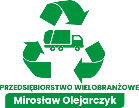 PRZEDSIĘBIORSTWO WIELOBRANŻOWE
Mirosław Olejarczyk